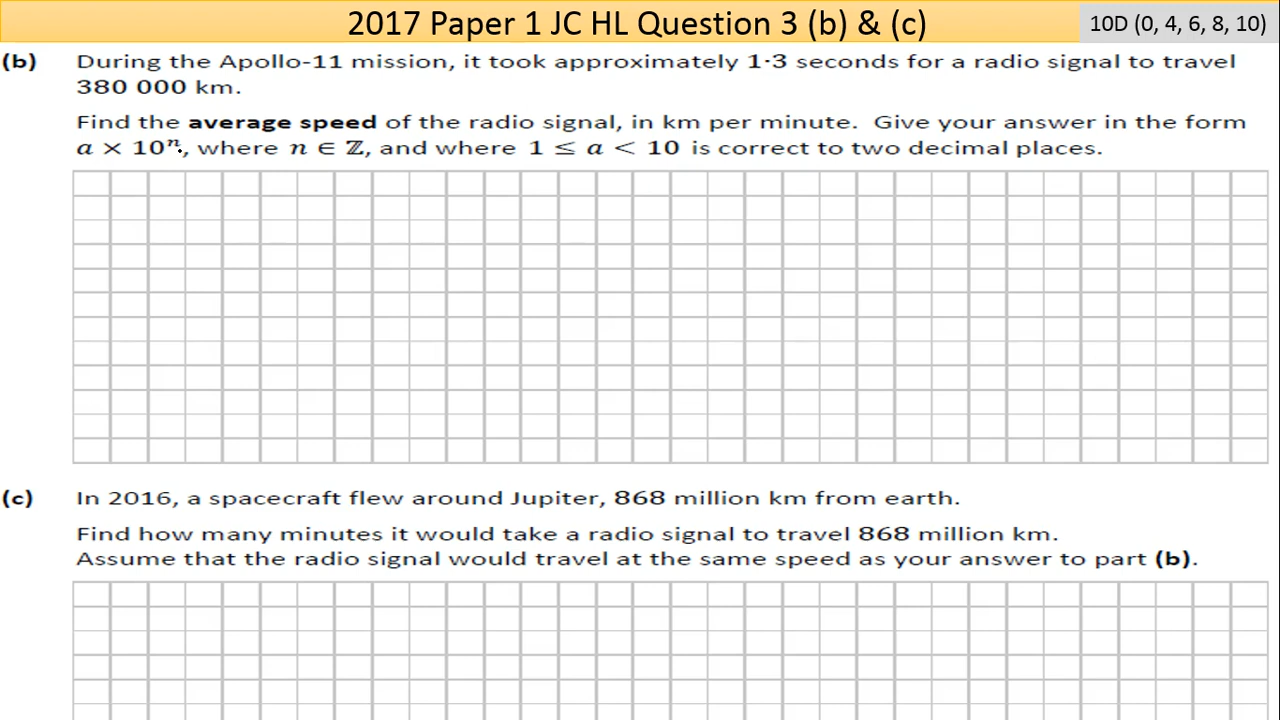 2017 Paper 1 JC HL Question 3 (b) & (c)
10D (0, 4, 6, 8, 10)
(b) During the Apollo-11 mission, it took approximately 1·3 seconds for a radio signal to travel
380 000 km.
Find the average speed of the radio signal, in km per minute. Give your answer in the form
a × 10ⁿ, where n ∈ ℤ, and where 1 ≤ a < 10 is correct to two decimal places.
(c) In 2016, a spacecraft flew around Jupiter, 868 million km from earth.
Find how many minutes it would take a radio signal to travel 868 million km.
Assume that the radio signal would travel at the same speed as your answer to part (b).